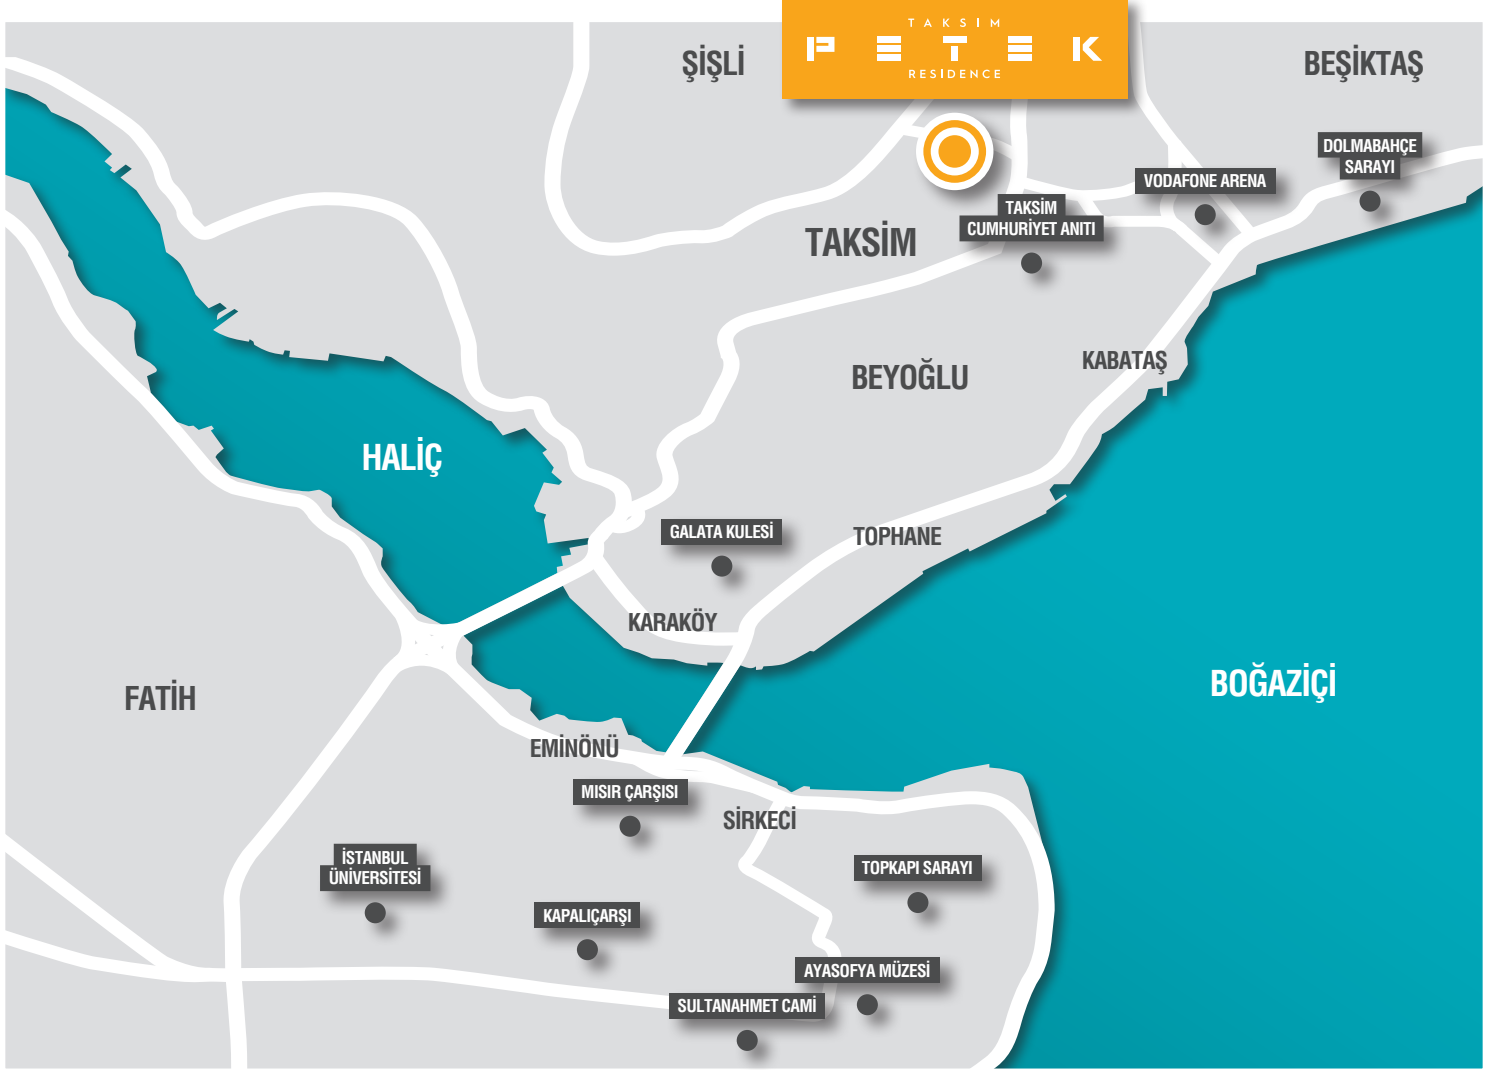 TAKSİM
PETEK
RESIDENCE
ŞİŞLİ
BEŞİKTAŞ
DOLMABAHÇE
SARAYI
VODAFONE ARENA
TAKSİM
CUMHURİYET ANITI
TAKSİM
KABATAŞ
BEYOĞLU
HALİÇ
GALATA KULESİ
TOPHANE
KARAKÖY
BOĞAZİÇİ
FATİH
EMİNÖNÜ
MISIR ÇARŞISI
SİRKECİ
İSTANBUL
ÜNİVERSİTESİ
TOPKAPI SARAYI
KAPALIÇARŞI
AYASOFYA MÜZESİ
SULTANAHMET CAMİ